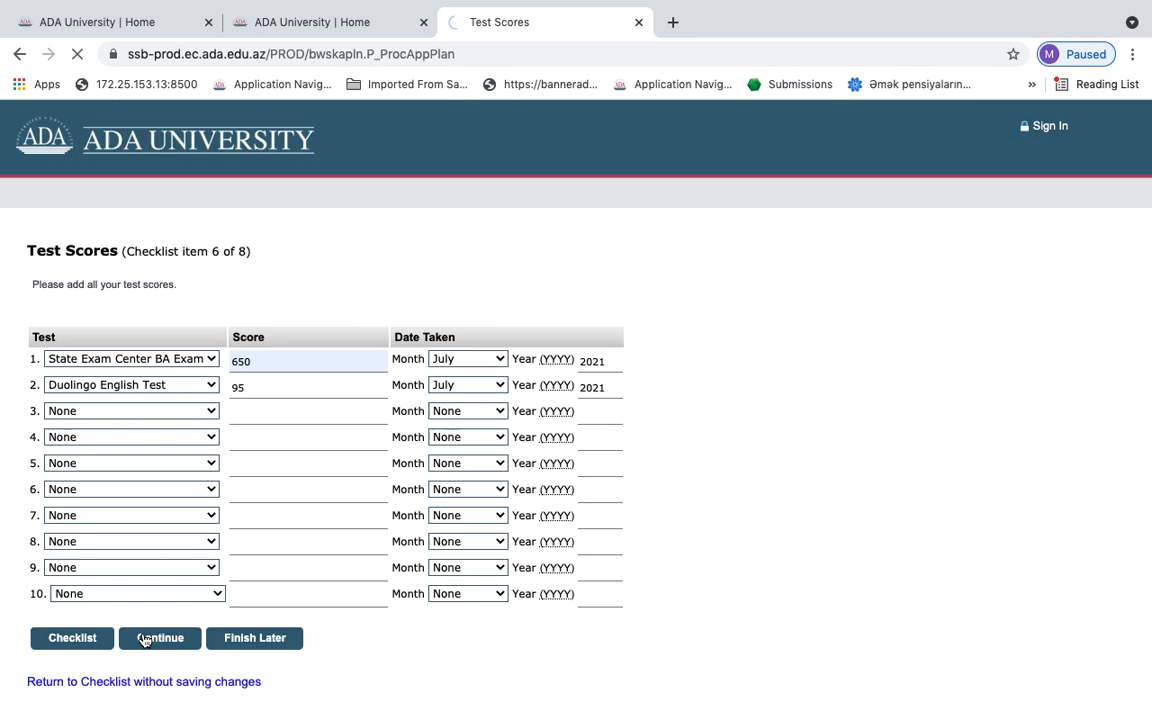 ADA University | Home
ADA University | Home
Test Scores
ssb-prod.ec.ada.edu.az/PROD/bwskapln.P_ProcAppPlan
M Paused
Apps
172.25.153.13:8500
Application Navig...
Imported From Sa...
https://bannerad...
Application Navig...
Submissions
Əmək pensiyaların...
»
Reading List
ADA ADA UNIVERSITY
Sign In
Test Scores (Checklist item 6 of 8)
Please add all your test scores.
Test Score Date Taken
1. State Exam Center BA Exam 650 Month July Year (YYYY) 2021
2. Duolingo English Test 95 Month July Year (YYYY) 2021
3. None Month None Year (YYYY)
4. None Month None Year (YYYY)
5. None Month None Year (YYYY)
6. None Month None Year (YYYY)
7. None Month None Year (YYYY)
8. None Month None Year (YYYY)
9. None Month None Year (YYYY)
10. None Month None Year (YYYY)
Checklist Continue Finish Later
Return to Checklist without saving changes